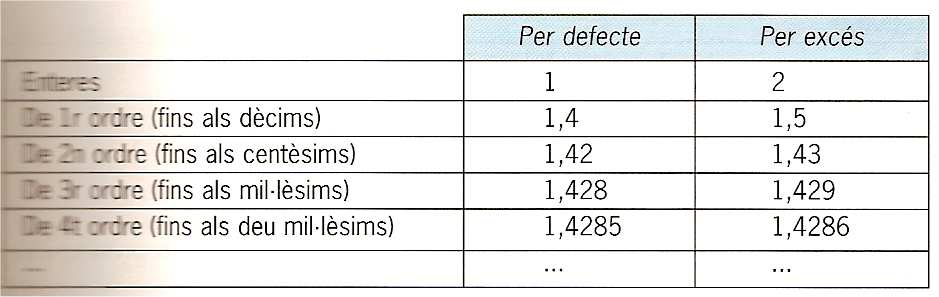 Per defecte Per excés
Enteres 1 2
De 1r ordre (fins als dècims) 1,4 1,5
De 2n ordre (fins als centèsims) 1,42 1,43
De 3r ordre (fins als mil·lèsims) 1,428 1,429
De 4t ordre (fins als deu mil·lèsims) 1,4285 1,4286
... ... ...